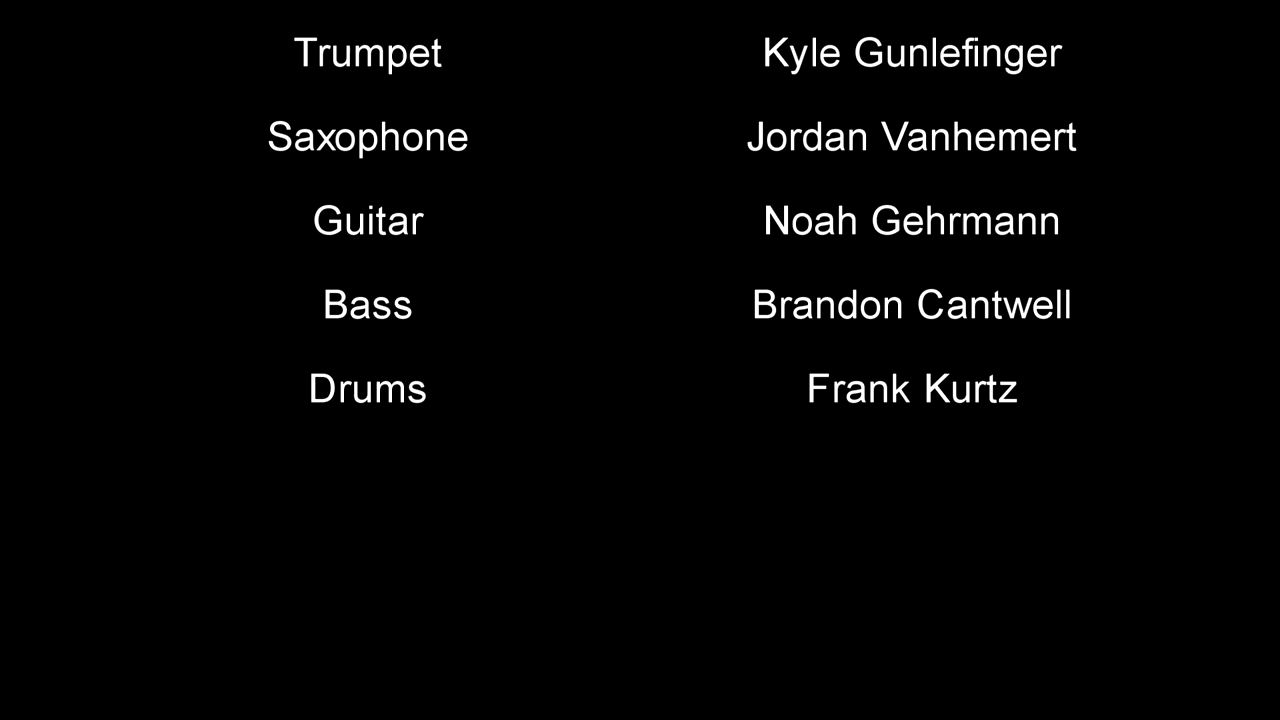 Trumpet Kyle Gunlefinger
Saxophone Jordan Vanhemert
Guitar Noah Gehrmann
Bass Brandon Cantwell
Drums Frank Kurtz